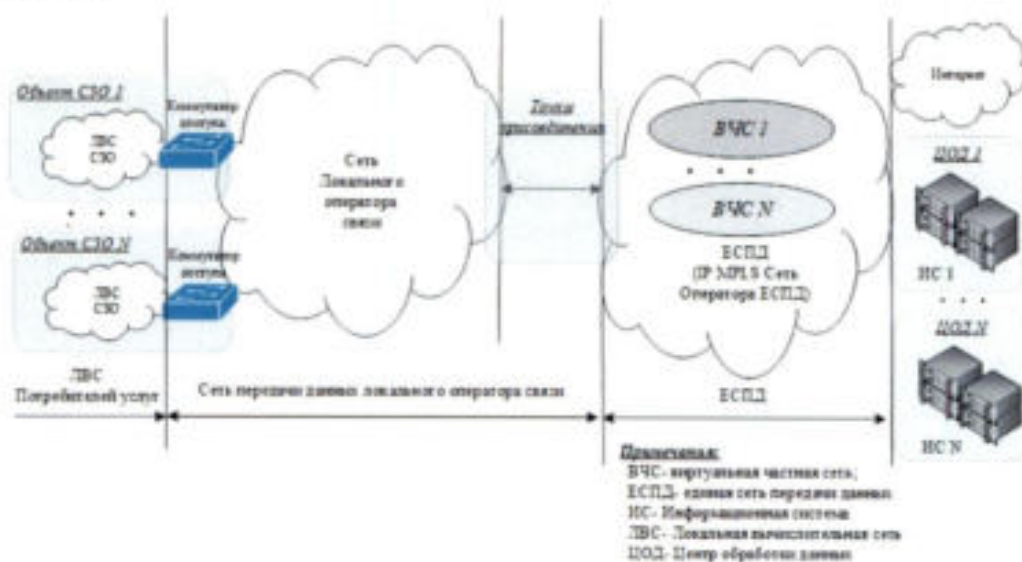 Объект СЗО 1
ЛВС
СЗО
Коммутатор
доступа
Объект СЗО N
ЛВС
СЗО
Коммутатор
доступа
Сеть
Локального
оператора
связи
Точки
присоединения
ВЧС 1
ВЧС N
ЕСПД
(IP MPLS Сеть
Оператора ЕСПД)
Интернет
ЦОД 1
ИС 1
ЦОД N
ИС N
ЛВС
Потребителей услуг
Сеть передачи данных локального оператора связи
ЕСПД
Примечания:
ВЧС- виртуальная частная сеть;
ЕСПД- единая сеть передачи данных
ИС- Информационная система
ЛВС- Локальная вычислительная сеть
ЦОД- Центр обработки данных